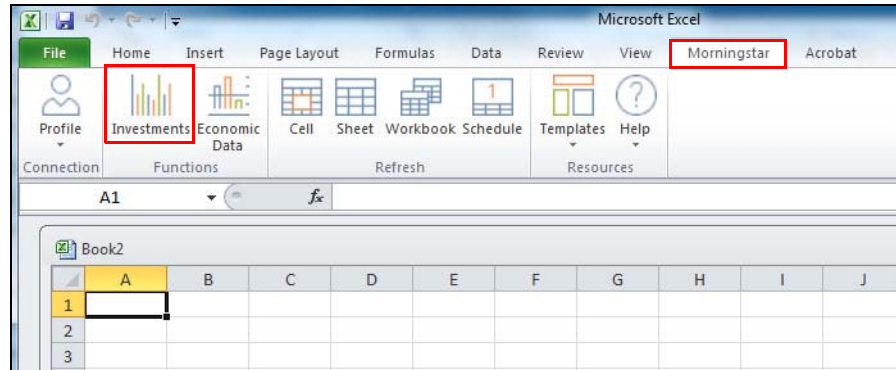 Microsoft Excel
File Home Insert Page Layout Formulas Data Review View Morningstar Acrobat
Profile Investments Economic Data Cell Sheet Workbook Schedule Templates Help
Connection Functions Refresh Resources
A1 fx
Book2
A B C D E F G H I J
1
2
3